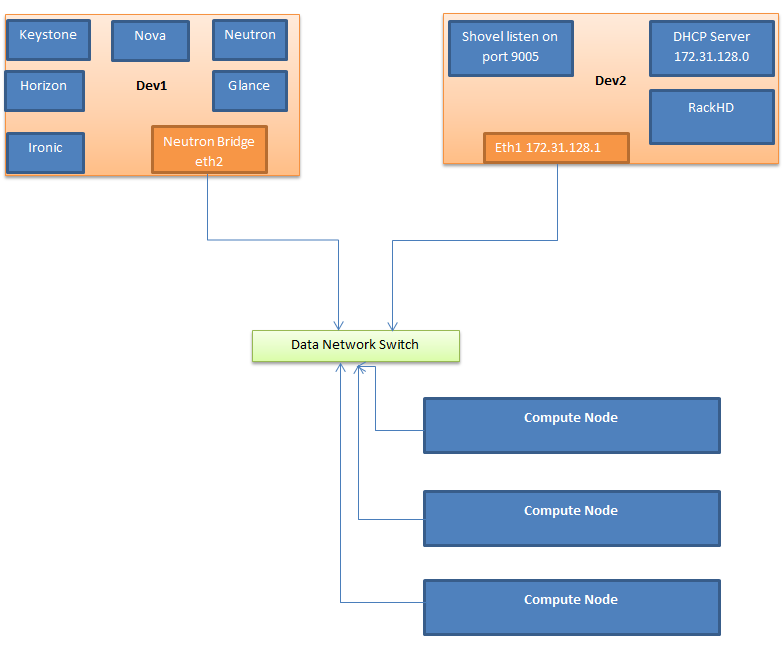 Keystone
Nova
Neutron
Horizon
Dev1
Glance
Ironic
Neutron Bridge
eth2
Shovel listen on
port 9005
DHCP Server
172.31.128.0
Dev2
RackHD
Eth1 172.31.128.1
Data Network Switch
Compute Node
Compute Node
Compute Node